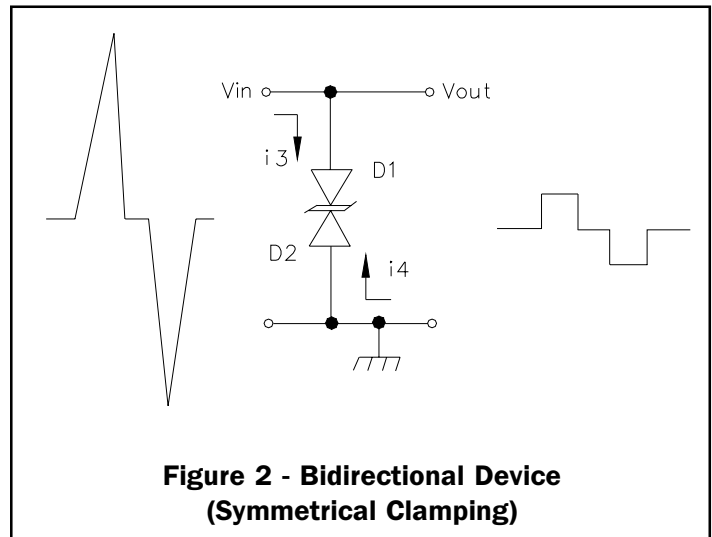 Vin
Vout
i3
D1
D2
i4
Figure 2 - Bidirectional Device
(Symmetrical Clamping)